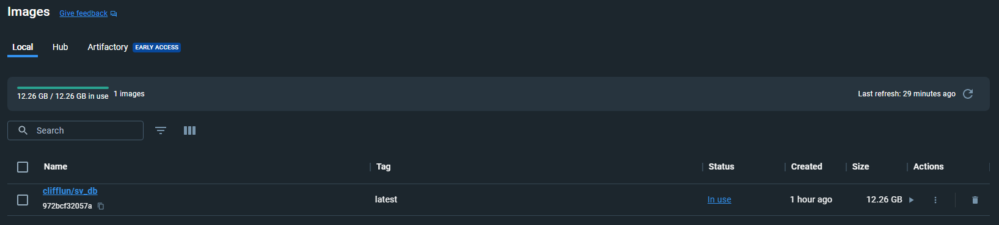 Images Give feedback
Local Hub Artifactory EARLY ACCESS
12.26 GB / 12.26 GB in use 1 images Last refresh: 29 minutes ago
Search
Name Tag Status Created Size Actions
clifflun/sv_db
972bcf32057a
latest In use 1 hour ago 12.26 GB